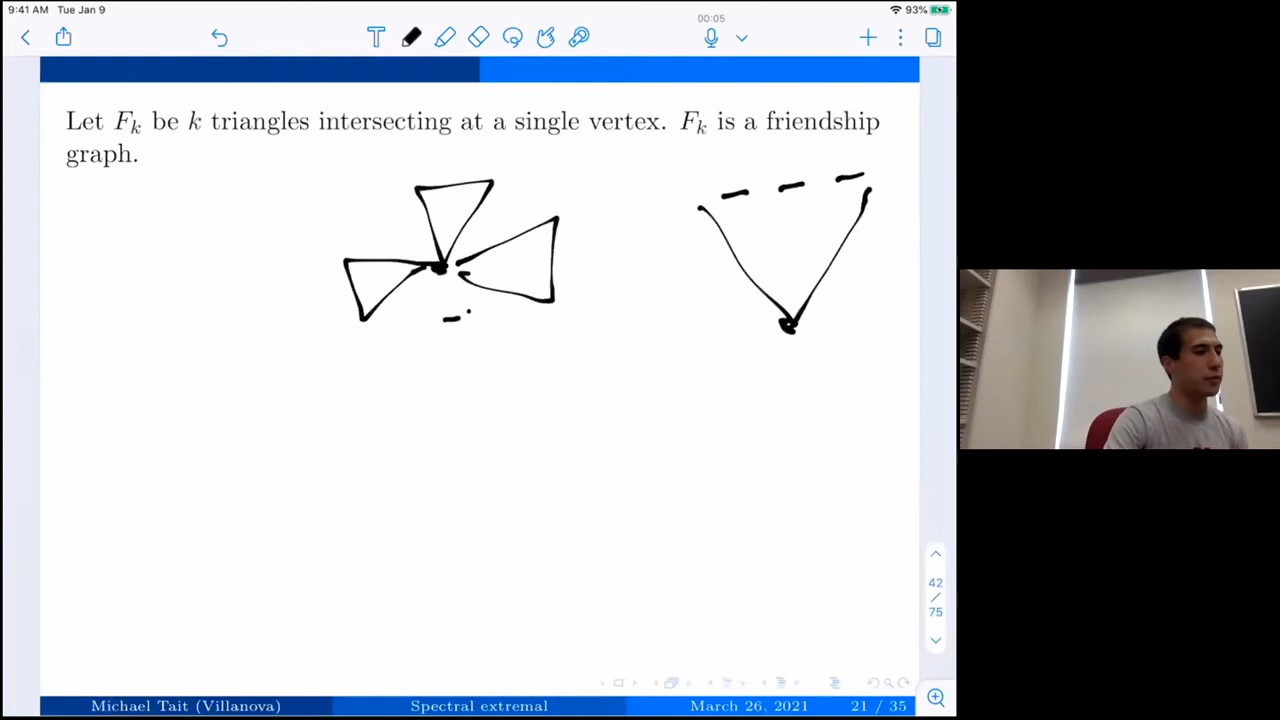 9:41 AM Tue Jan 9
93%
00:05
T
Let F_k be k triangles intersecting at a single vertex. F_k is a friendship
graph.
42
/
75
Michael Tait (Villanova) Spectral extremal March 26, 2021 21 / 35